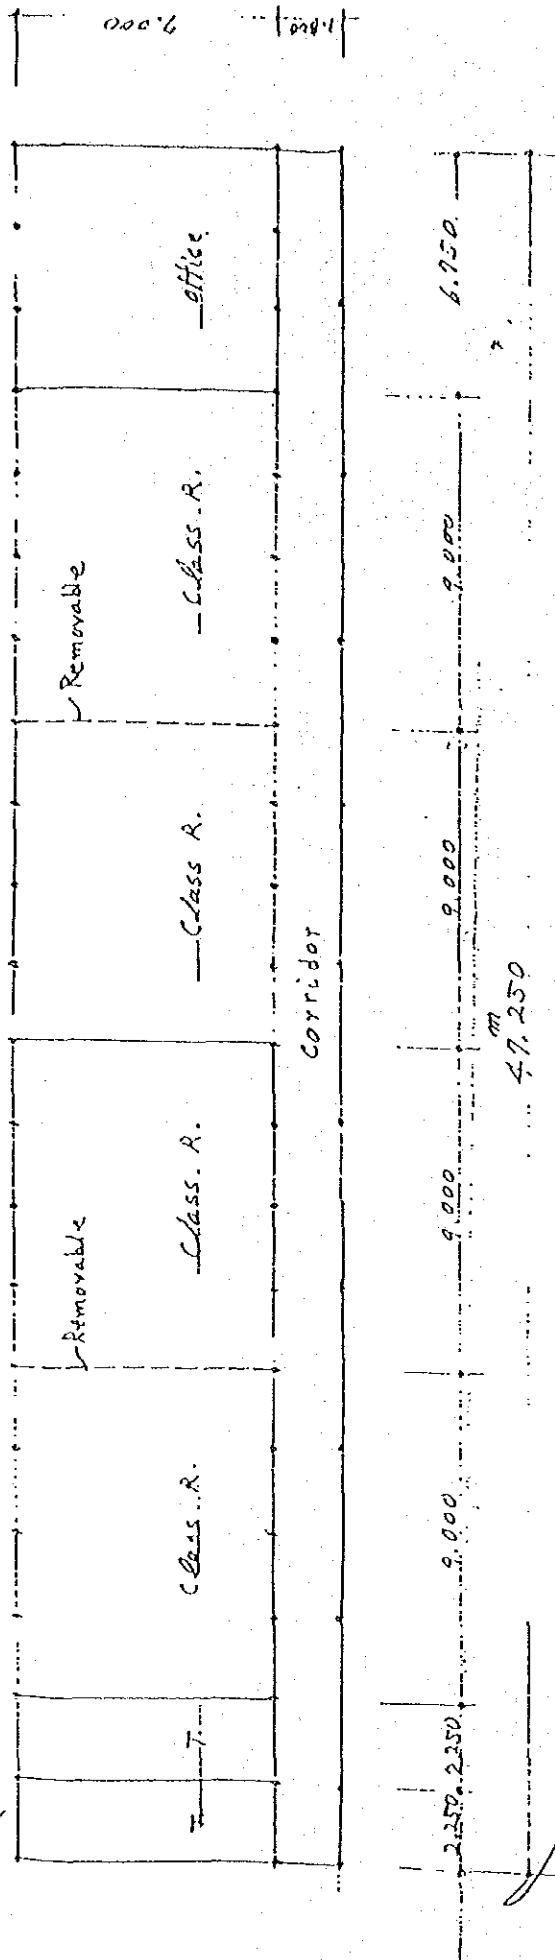 Removable
Removable
T T.
Class. R.
Class. R.
Class R.
Class. R.
office
Corridor
7.000
1.800
2.250 2.250 9.000 9.000 9.000 9.000 6.750
m
47.250